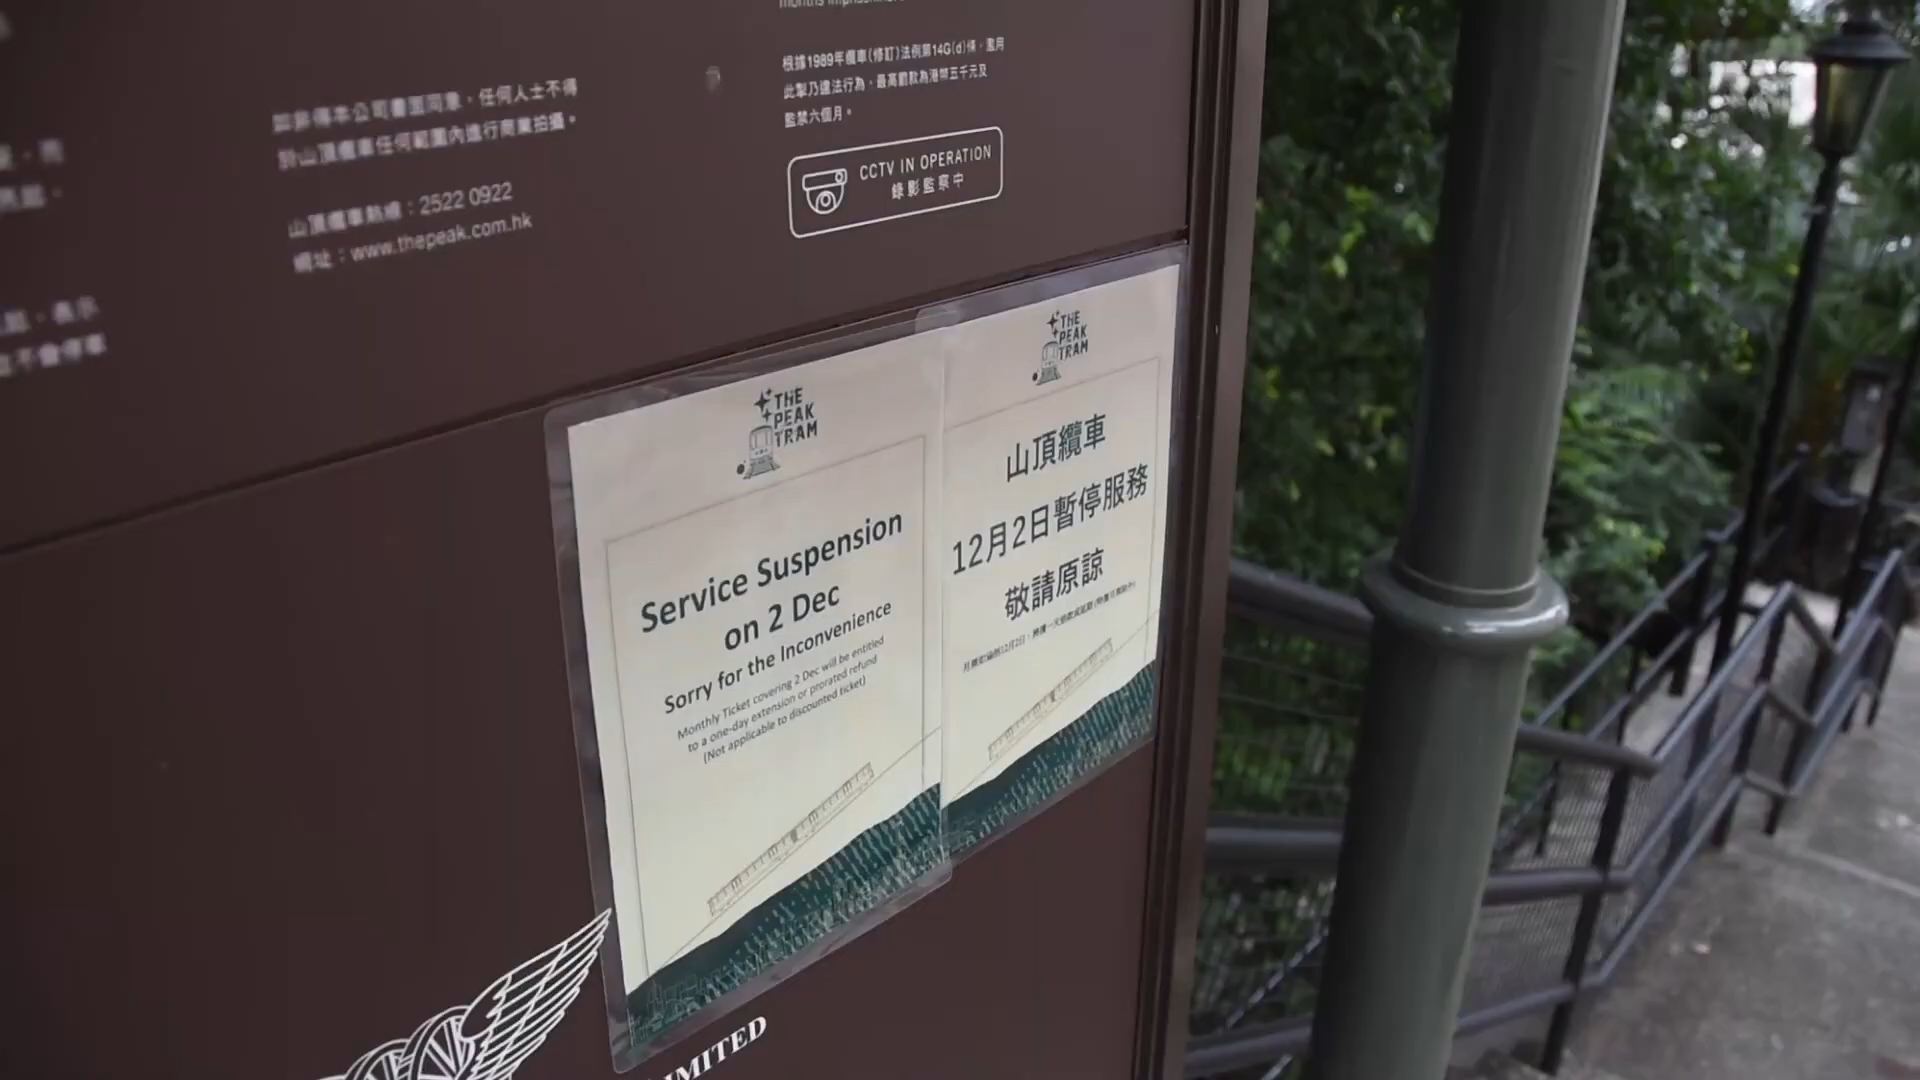 如非得本公司書面同意，任何人士不得
於山頂纜車任何範圍內進行商業拍攝。
山頂纜車熱線：2522 0922
網址：www.thepeak.com.hk
根據1989年纜車(修訂)法例第14G(d)條，濫用
此掣乃違法行為，最高罰款為港幣五千元及
監禁六個月。
CCTV IN OPERATION
錄影監察中
THE
PEAK
TRAM
Service Suspension
on 2 Dec
Sorry for the Inconvenience
Monthly Ticket covering 2 Dec will be entitled
to a one-day extension or prorated refund
(Not applicable to discounted ticket)
THE
PEAK
TRAM
山頂纜車
12月2日暫停服務
敬請原諒